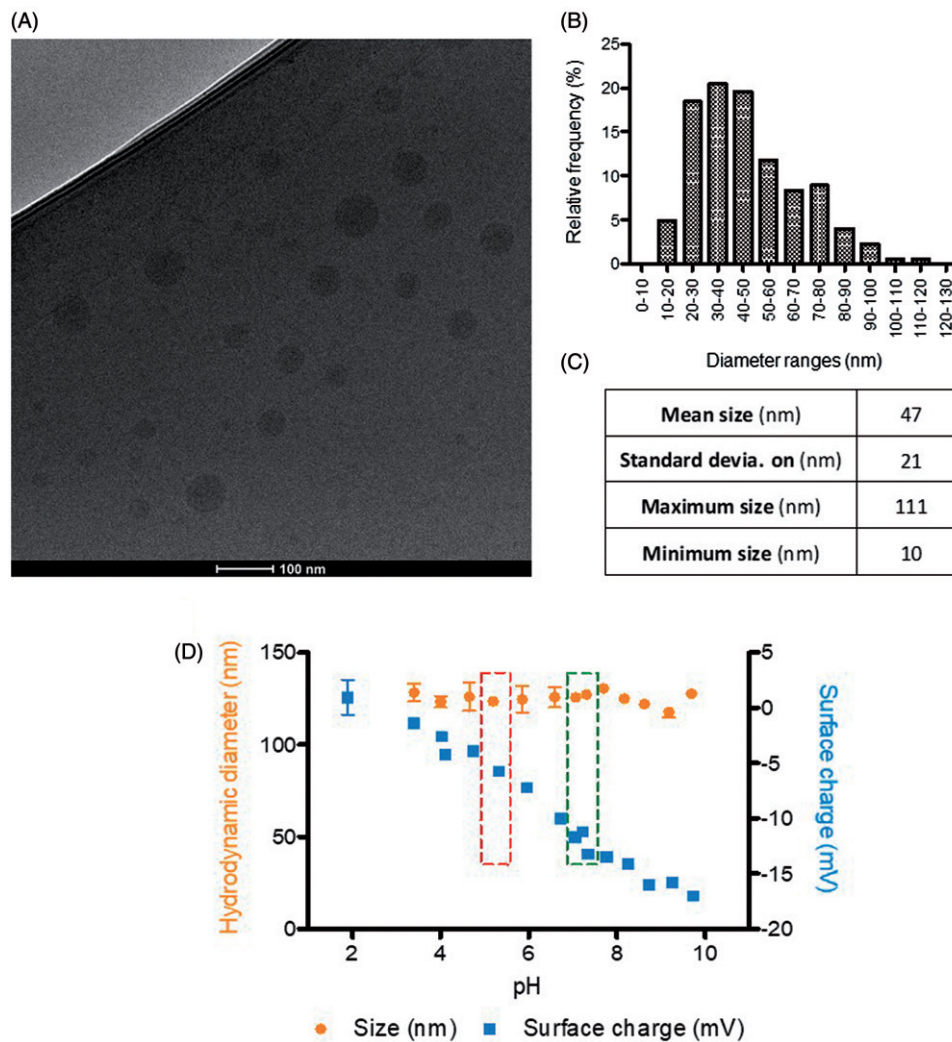 (A)
100 nm
(B)
Relative frequency (%)
25
20
15
10
5
0
0-10
10-20
20-30
30-40
40-50
50-60
60-70
70-80
80-90
90-100
100-110
110-120
120-130
Diameter ranges (nm)
(C)
Mean size (nm) 47
Standard devia. on (nm) 21
Maximum size (nm) 111
Minimum size (nm) 10
(D)
Hydrodynamic diameter (nm)
150
100
50
0
5
0
-5
-10
-15
-20
Surface charge (mV)
2 4 6 8 10
pH
Size (nm) Surface charge (mV)